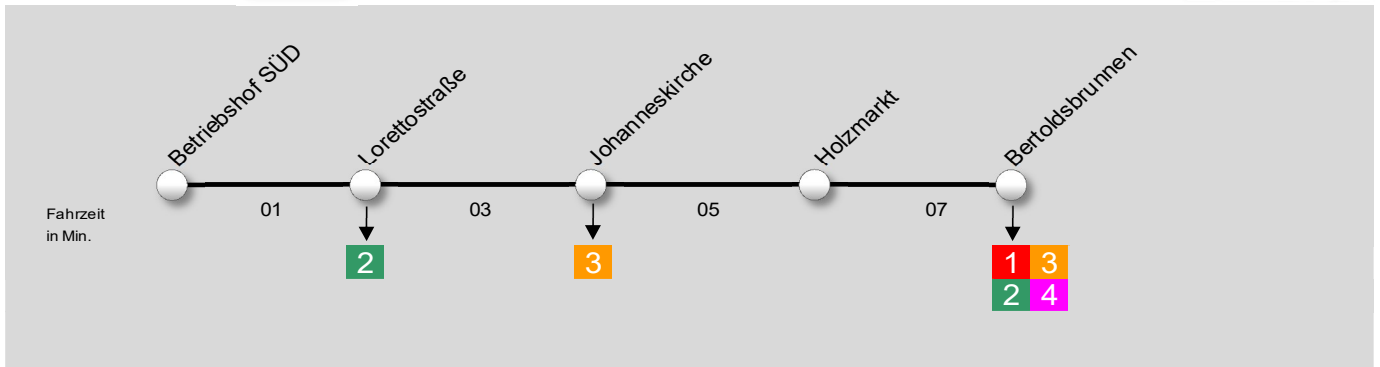 Betriebshof SÜD
Lorettostraße
Johanneskirche
Holzmarkt
Bertoldsbrunnen
Fahrzeit
in Min.
01
03
05
07
2
3
1 3
2 4